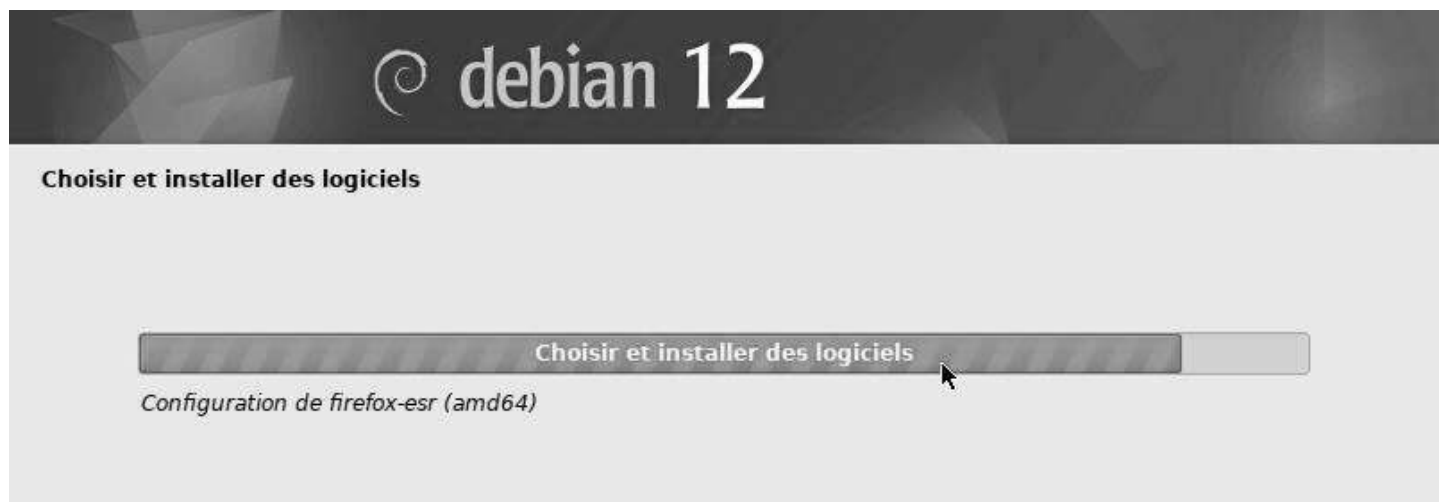 debian 12
Choisir et installer des logiciels
Choisir et installer des logiciels
Configuration de firefox-esr (amd64)